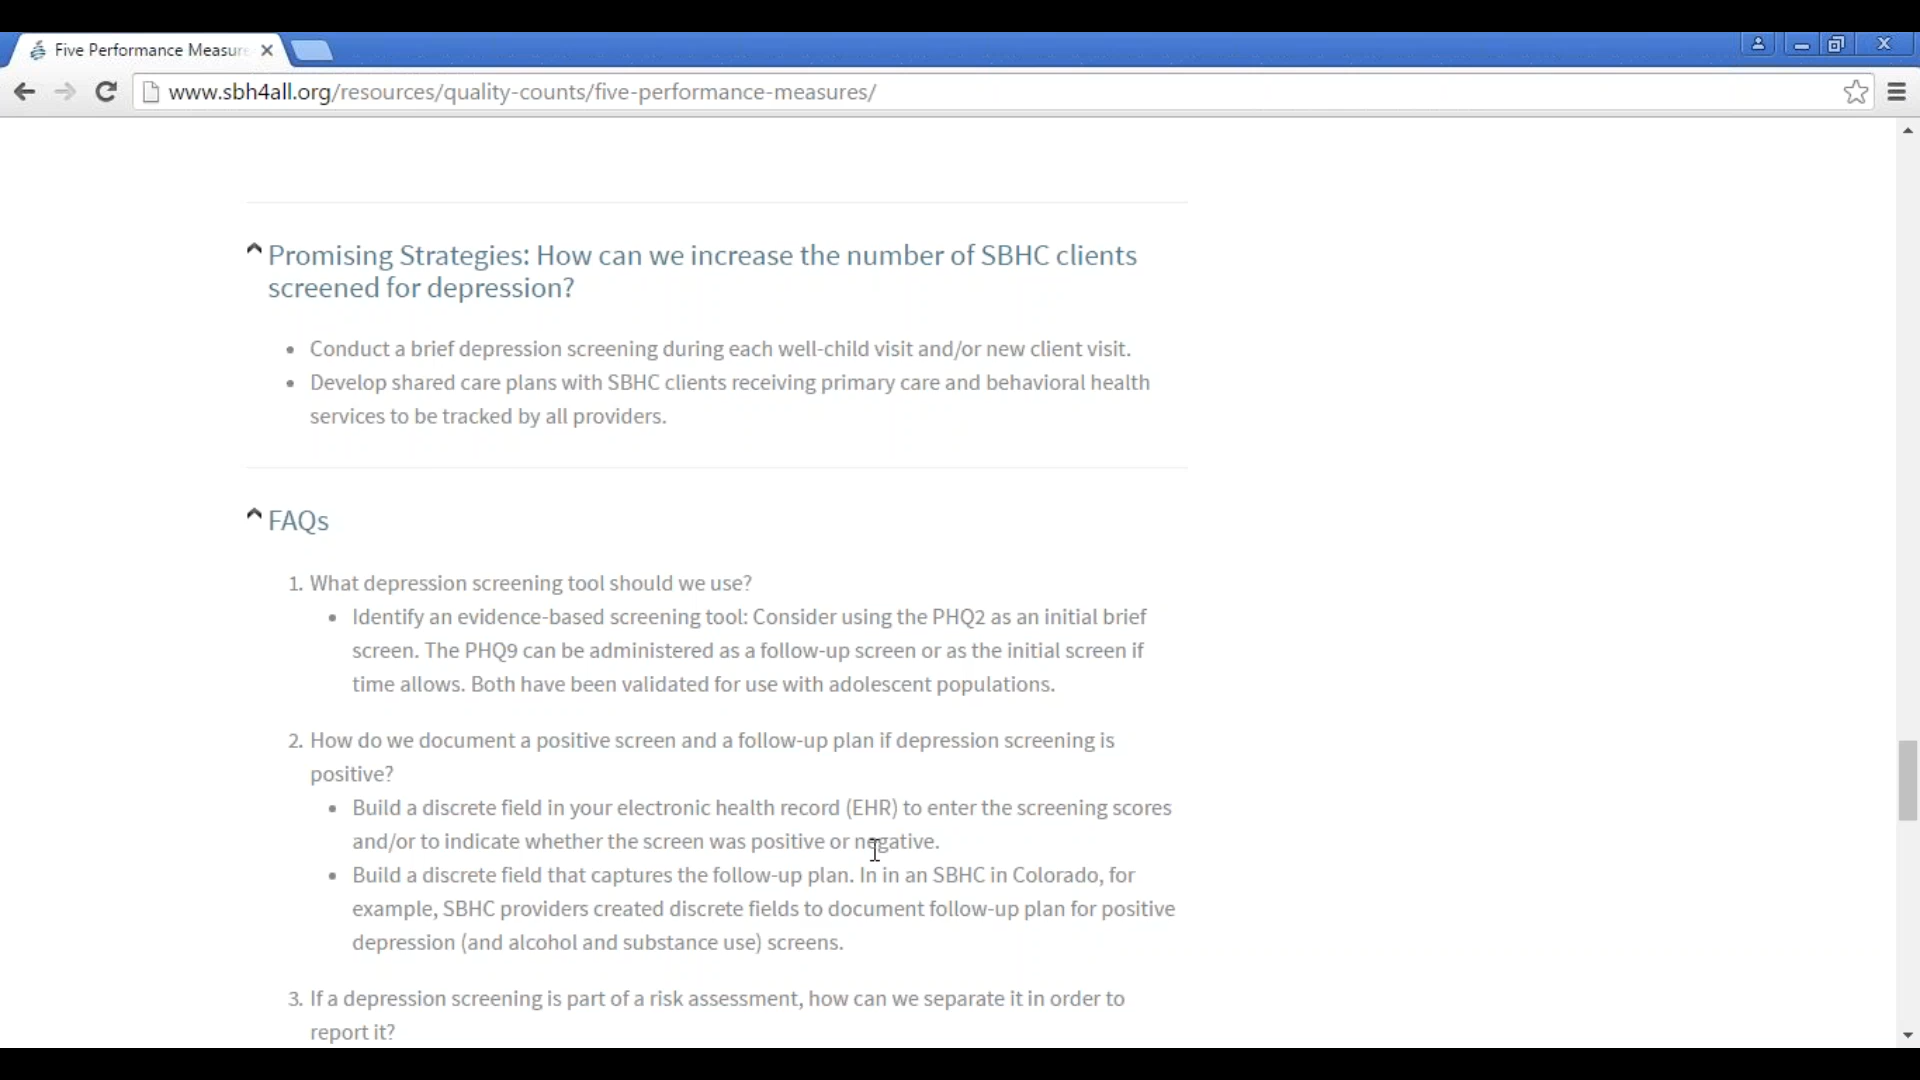 Five Performance Measure
www.sbh4all.org/resources/quality-counts/five-performance-measures/
Promising Strategies: How can we increase the number of SBHC clients
screened for depression?
• Conduct a brief depression screening during each well-child visit and/or new client visit.
• Develop shared care plans with SBHC clients receiving primary care and behavioral health
services to be tracked by all providers.
FAQs
1. What depression screening tool should we use?
• Identify an evidence-based screening tool: Consider using the PHQ2 as an initial brief
screen. The PHQ9 can be administered as a follow-up screen or as the initial screen if
time allows. Both have been validated for use with adolescent populations.
2. How do we document a positive screen and a follow-up plan if depression screening is
positive?
• Build a discrete field in your electronic health record (EHR) to enter the screening scores
and/or to indicate whether the screen was positive or negative.
• Build a discrete field that captures the follow-up plan. In in an SBHC in Colorado, for
example, SBHC providers created discrete fields to document follow-up plan for positive
depression (and alcohol and substance use) screens.
3. If a depression screening is part of a risk assessment, how can we separate it in order to
report it?